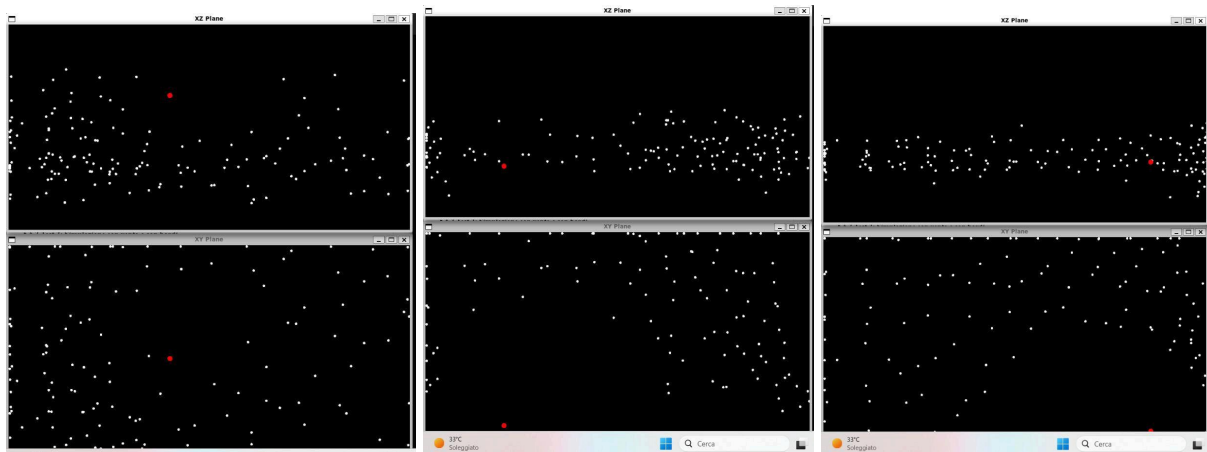 XZ Plane
XY Plane
XZ Plane
XY Plane
33°C
Soleggiato
Cerca
XZ Plane
XY Plane
33°C
Soleggiato
Cerca